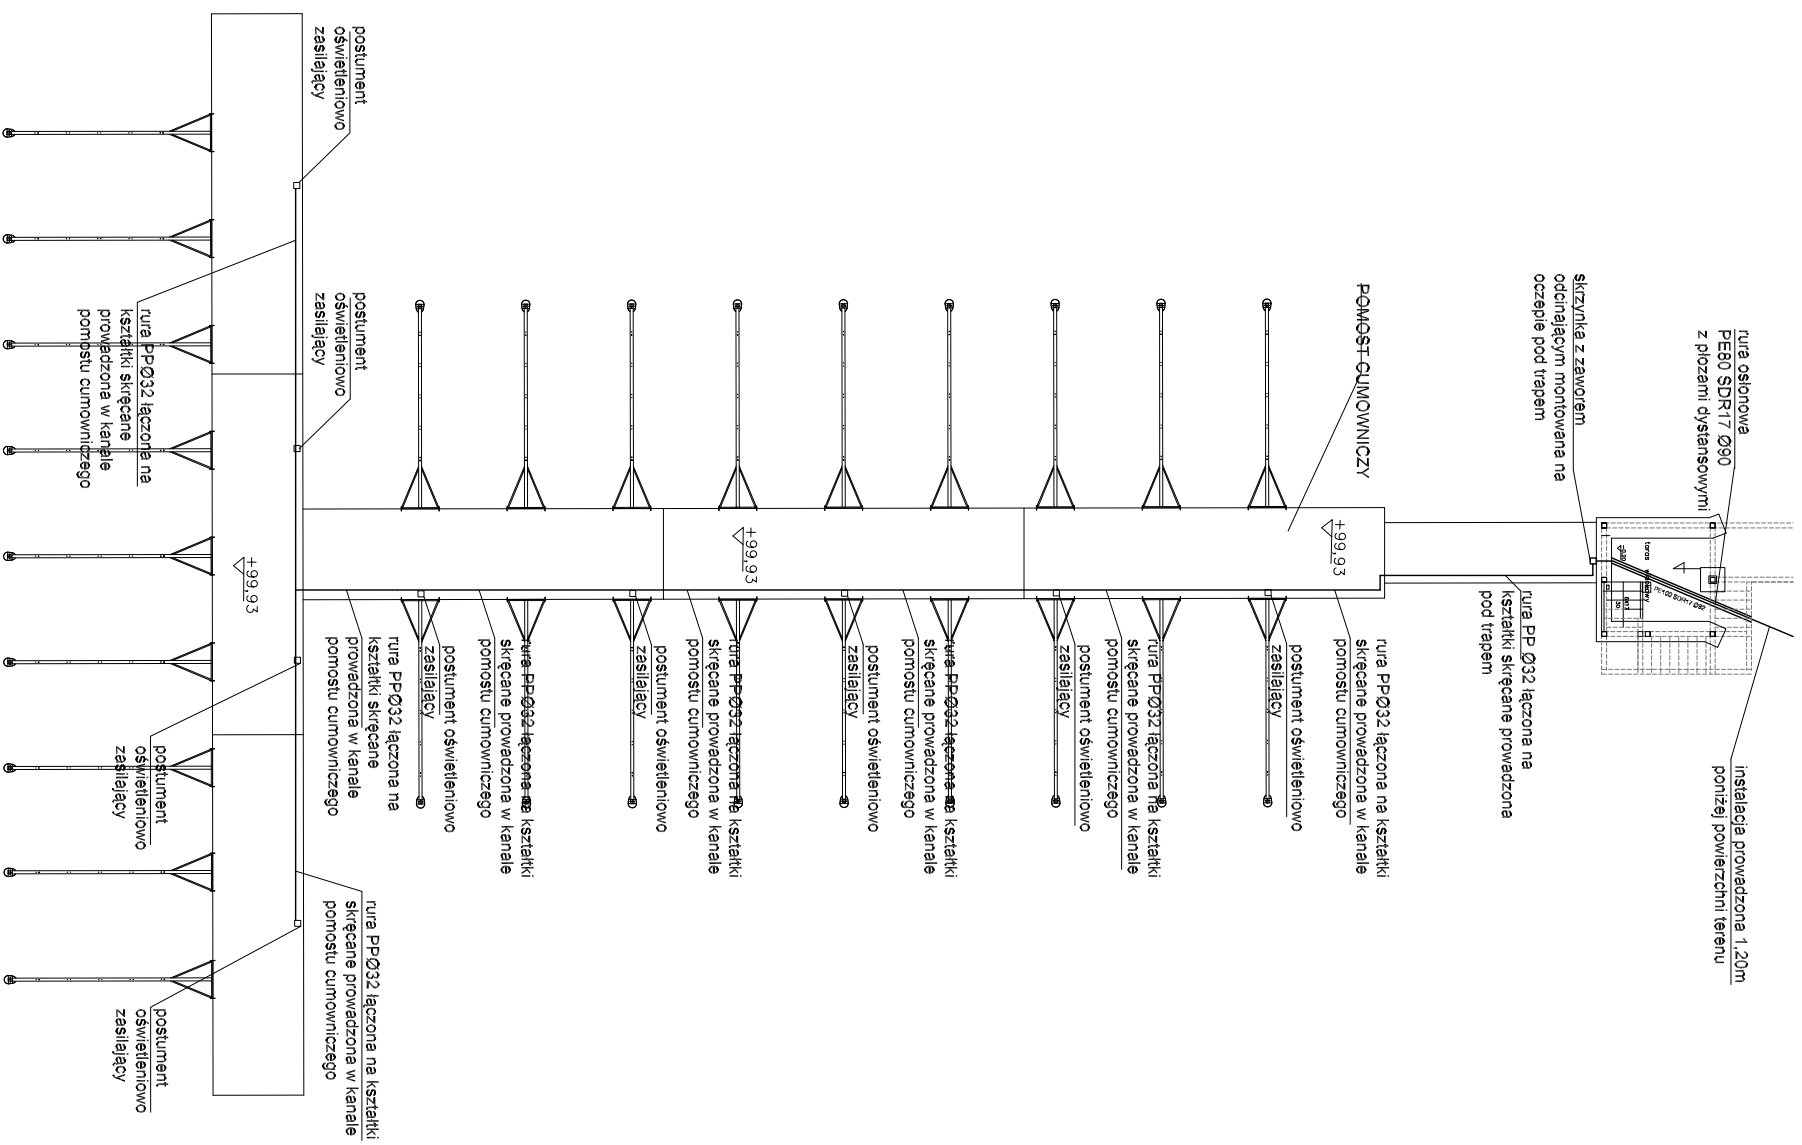 rura osłonowa
PE80 SDR17 Ø90
z płozami dystansowymi
instalacja prowadzona 1,20m
poniżej powierzchni terenu
skrzynka z zaworem
odcinającym montowana na
oczepie pod trapem
rura PP Ø32 łączona na
kształtki skręcane prowadzona
pod trapem
PE100 SDR17 Ø92
POMOST CUMOWNICZY
+99,93
+99,93
+99,93
rura PPØ32 łączona na kształtki
skręcane prowadzona w kanale
pomostu cumowniczego
postument oświetleniowo
zasilający
rura PPØ32 łączona na kształtki
skręcane prowadzona w kanale
pomostu cumowniczego
postument oświetleniowo
zasilający
rura PPØ32 łączona na kształtki
skręcane prowadzona w kanale
pomostu cumowniczego
postument oświetleniowo
zasilający
rura PPØ32 łączona na kształtki
skręcane prowadzona w kanale
pomostu cumowniczego
postument oświetleniowo
zasilający
rura PPØ32 łączona na kształtki
skręcane prowadzona w kanale
pomostu cumowniczego
postument oświetleniowo
zasilający
rura PPØ32 łączona na
kształtki skręcane
prowadzona w kanale
pomostu cumowniczego
postument
oświetleniowo
zasilający
postument
oświetleniowo
zasilający
rura PPØ32 łączona na kształtki
skręcane prowadzona w kanale
pomostu cumowniczego
rura PPØ32 łączona na
kształtki skręcane
prowadzona w kanale
pomostu cumowniczego
postument
oświetleniowo
zasilający
postument
oświetleniowo
zasilający